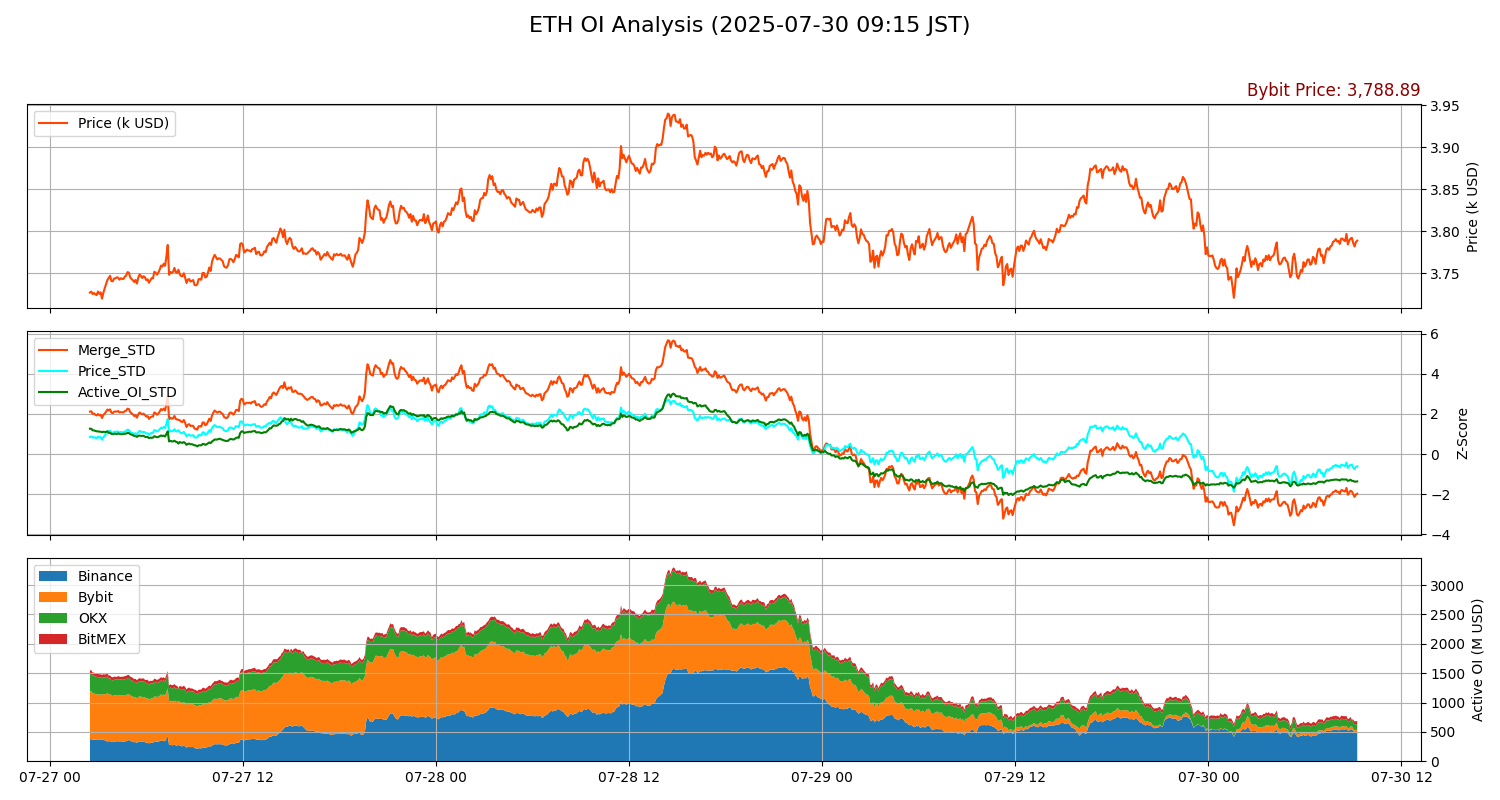 ETH OI Analysis (2025-07-30 09:15 JST)
Bybit Price: 3,788.89
Price (k USD)
3.95
3.90
3.85
3.80
3.75
Price (k USD)
Merge_STD
Price_STD
Active_OI_STD
6
4
2
0
−2
−4
Z-Score
Binance
Bybit
OKX
BitMEX
3000
2500
2000
1500
1000
500
0
Active OI (M USD)
07-27 00
07-27 12
07-28 00
07-28 12
07-29 00
07-29 12
07-30 00
07-30 12